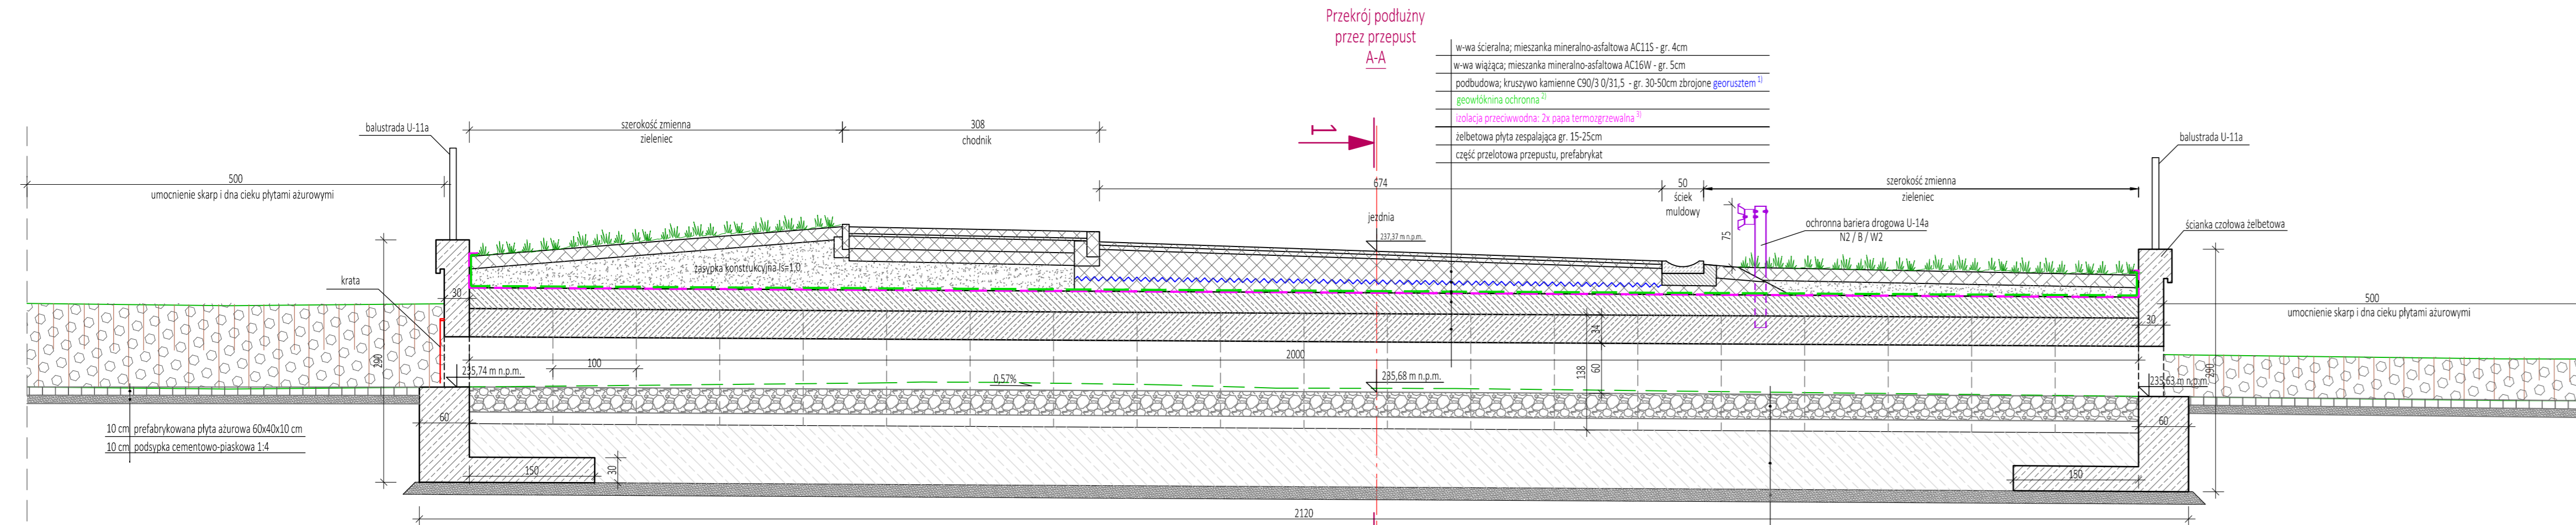 Przekrój podłużny
przez przepust
A-A
w-wa ścieralna; mieszanka mineralno-asfaltowa AC11S - gr. 4cm
w-wa wiążąca; mieszanka mineralno-asfaltowa AC16W - gr. 5cm
podbudowa; kruszywo kamienne C90/3 0/31,5 - gr. 30-50cm zbrojone georusztem 1)
geowłóknina ochronna 2)
izolacja przeciwwodna: 2x papa termozgrzewalna 3)
żelbetowa płyta zespalająca gr. 15-25cm
część przelotowa przepustu, prefabrykat
1
balustrada U-11a
szerokość zmienna
zieleniec
308
chodnik
balustrada U-11a
500
umocnienie skarp i dna cieku płytami ażurowymi
674
jezdnia
50
ściek
muldowy
szerokość zmienna
zieleniec
75
ochronna bariera drogowa U-14a
N2 / B / W2
ścianka czołowa żelbetowa
237,37 m n.p.m.
zasypka konstrukcyjna Is=1,0
krata
30
500
umocnienie skarp i dna cieku płytami ażurowymi
30
34
290
100
2000
235,74 m n.p.m.
0,57%
235,68 m n.p.m.
138
60
235,63 m n.p.m.
290
60
60
10 cm prefabrykowana płyta ażurowa 60x40x10 cm
10 cm podsypka cementowo-piaskowa 1:4
150
30
150
2120